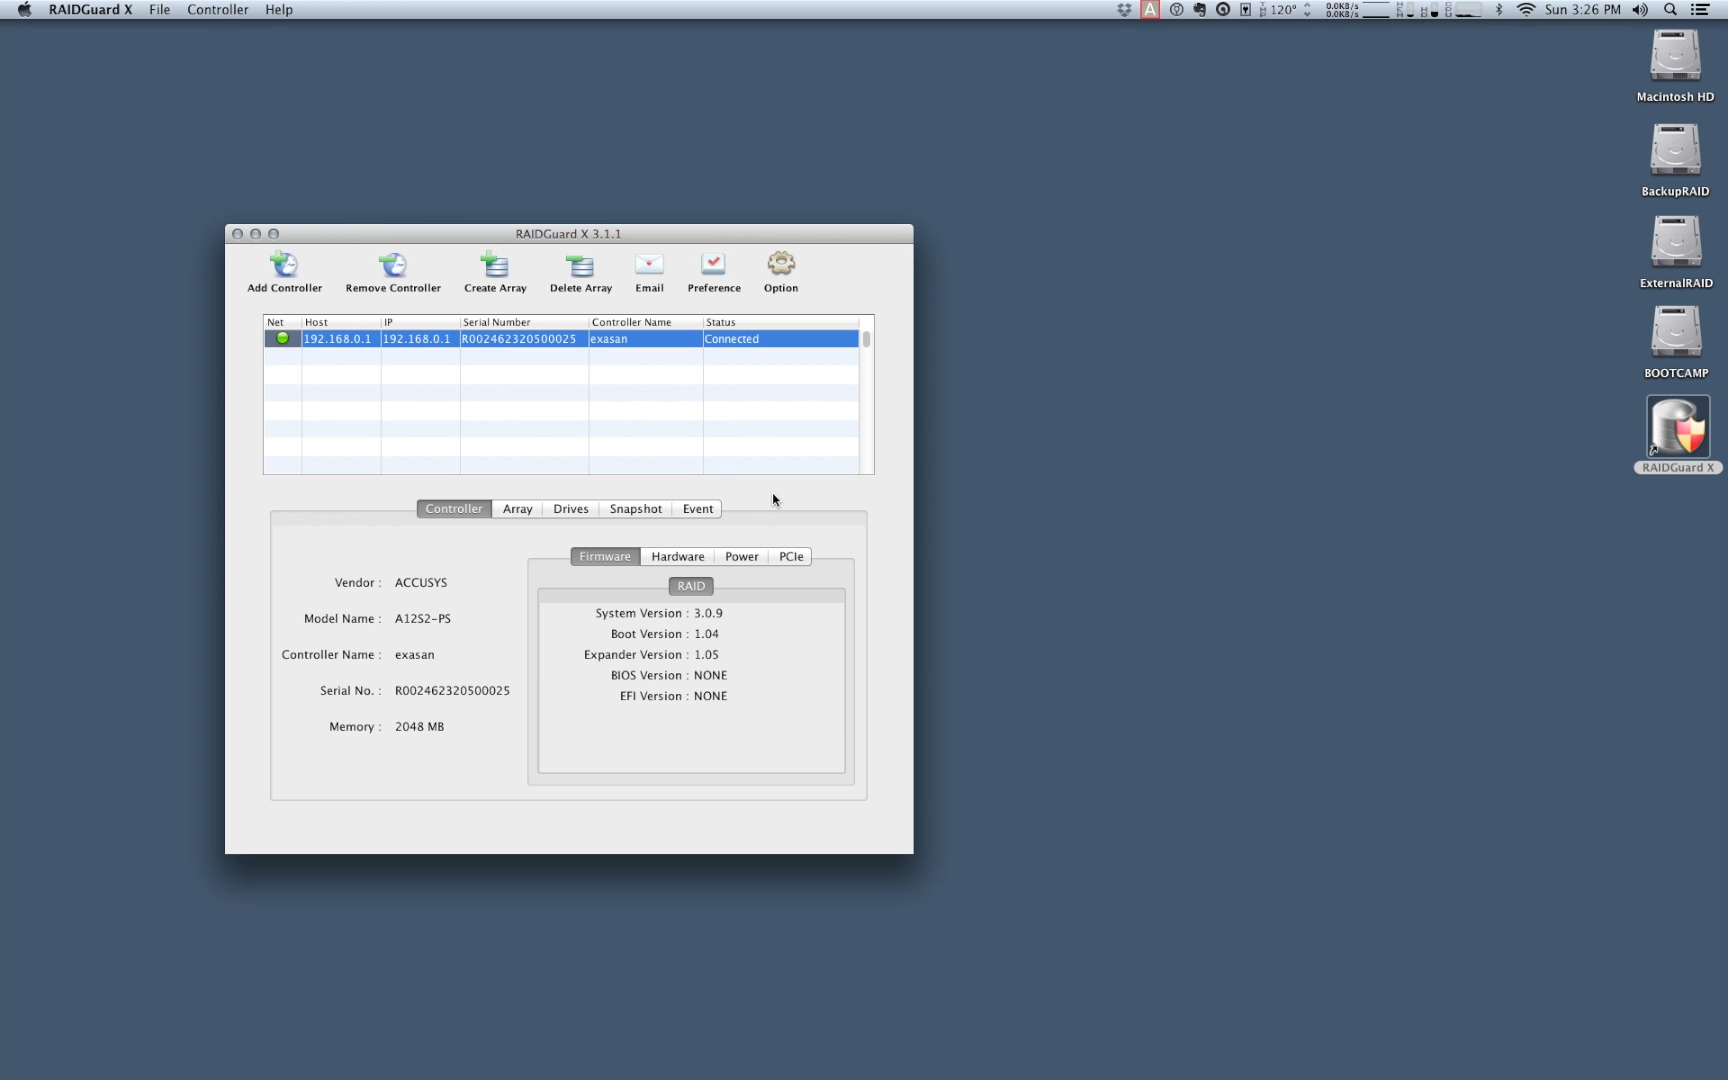 RAIDGuard X File Controller Help
120° 0.0KB/s Sun 3:26 PM
0.0KB/s
Macintosh HD
BackupRAID
ExternalRAID
BOOTCAMP
RAIDGuard X
RAIDGuard X 3.1.1
Add Controller Remove Controller Create Array Delete Array Email Preference Option
Net Host IP Serial Number Controller Name Status
192.168.0.1 192.168.0.1 R002462320500025 exasan Connected
Controller Array Drives Snapshot Event
Vendor : ACCUSYS
Model Name : A12S2-PS
Controller Name : exasan
Serial No. : R002462320500025
Memory : 2048 MB
Firmware Hardware Power PCIe
RAID
System Version : 3.0.9
Boot Version : 1.04
Expander Version : 1.05
BIOS Version : NONE
EFI Version : NONE